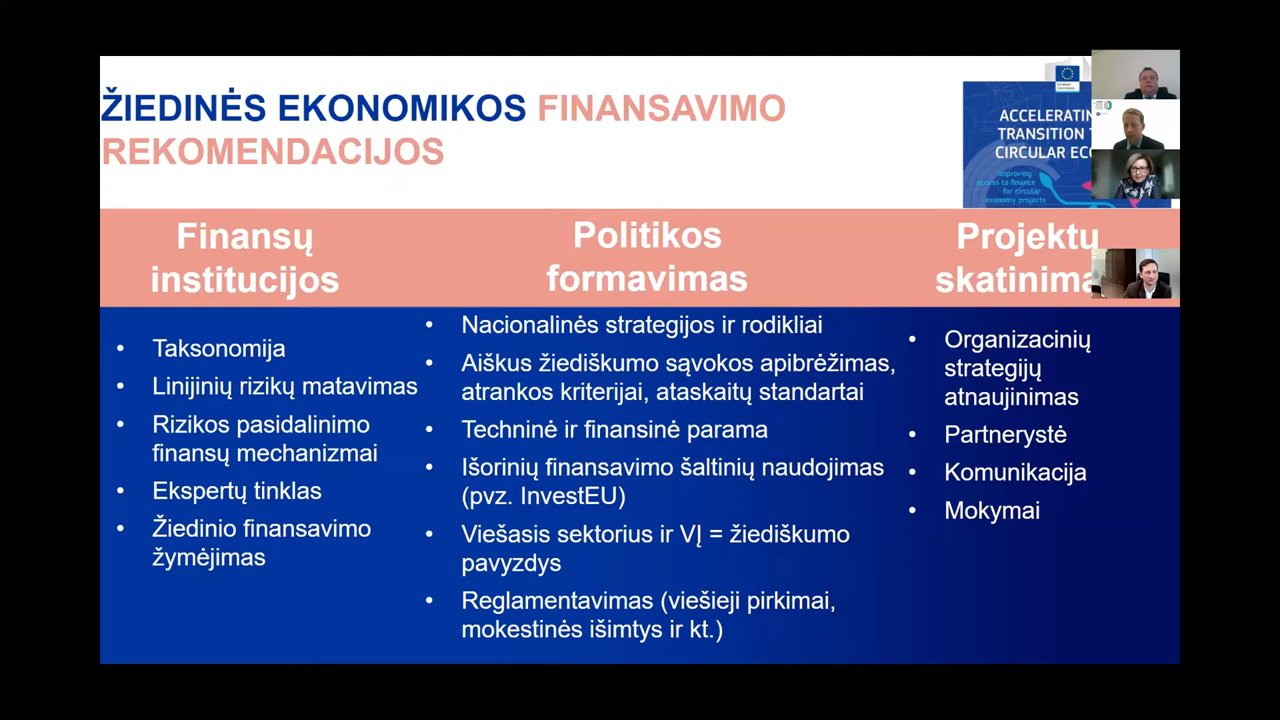 ŽIEDINĖS EKONOMIKOS FINANSAVIMO
REKOMENDACIJOS
ACCELERATIN
TRANSITION T
CIRCULAR ECO
improving
access to finance
for circular
economy projects
Finansų
institucijos
Politikos
formavimas
Projektų
skatinima
Taksonomija
Linijinių rizikų matavimas
Rizikos pasidalinimo
finansų mechanizmai
Ekspertų tinklas
Žiedinio finansavimo
žymėjimas
Nacionalinės strategijos ir rodikliai
Aiškus žiediškumo sąvokos apibrėžimas,
atrankos kriterijai, ataskaitų standartai
Techninė ir finansinė parama
Išorinių finansavimo šaltinių naudojimas
(pvz. InvestEU)
Viešasis sektorius ir VĮ = žiediškumo
pavyzdys
Reglamentavimas (viešieji pirkimai,
mokestinės išimtys ir kt.)
Organizacinių
strategijų
atnaujinimas
Partnerystė
Komunikacija
Mokymai